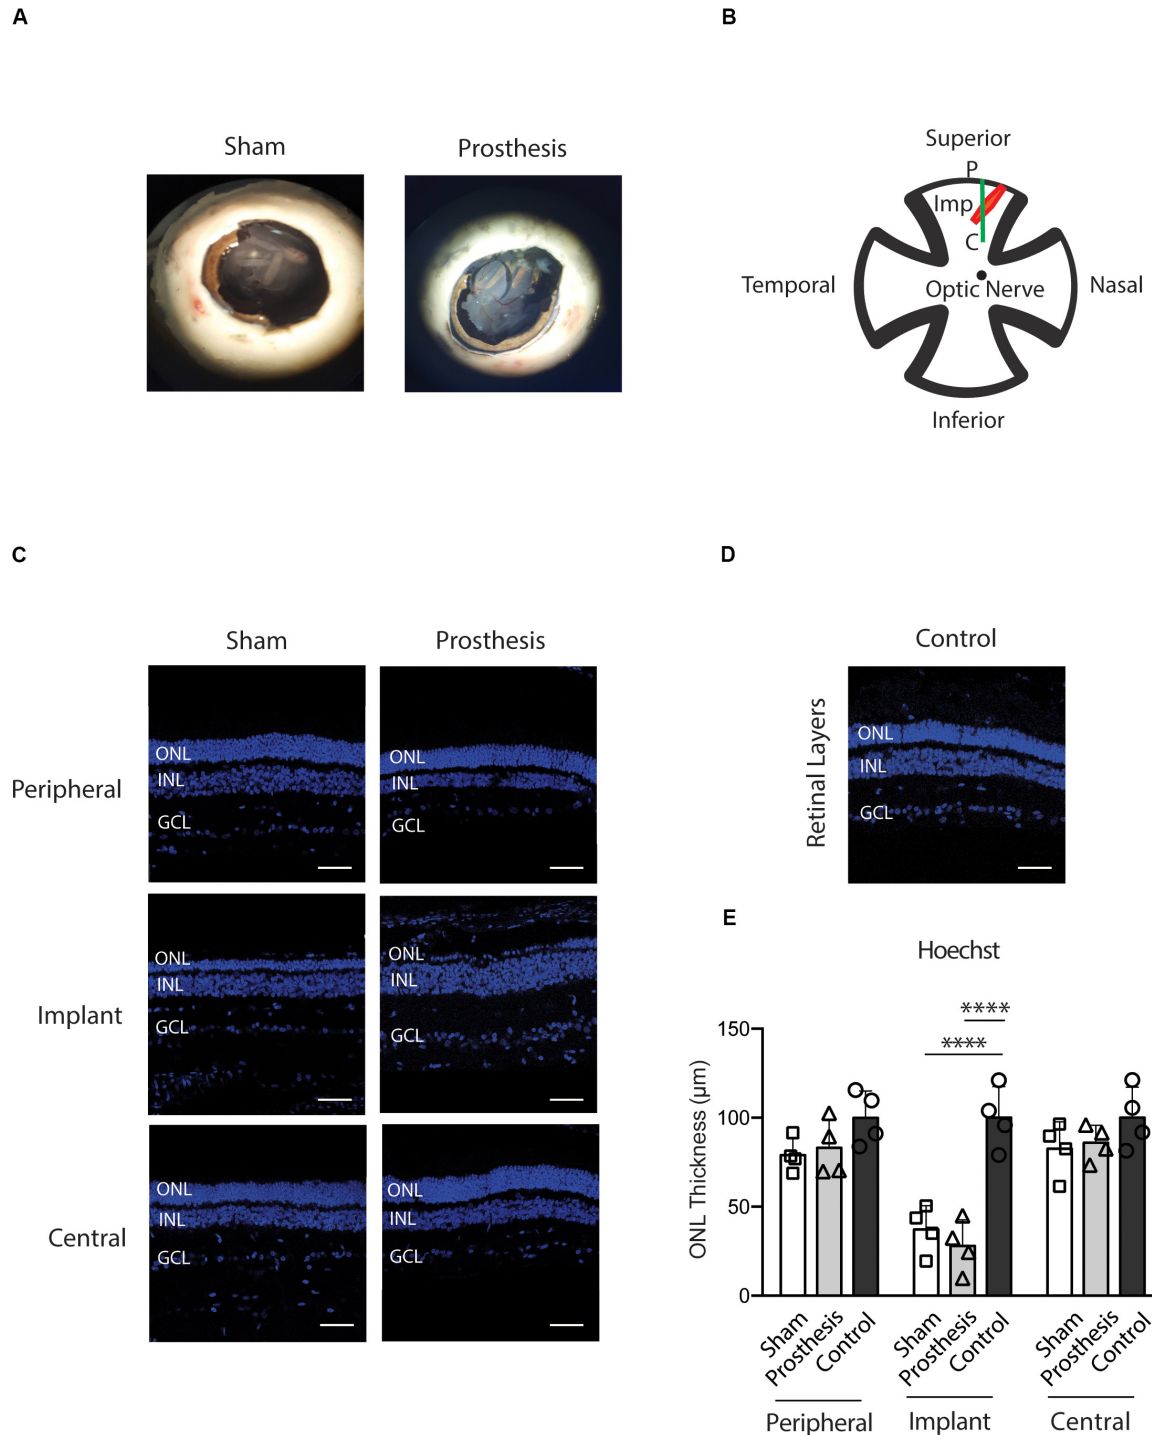 A
B
Sham
Prosthesis
Superior
P
Imp
C
Temporal
Optic Nerve
Nasal
Inferior
C
D
Sham
Prosthesis
Control
Peripheral
ONL
INL
GCL
ONL
INL
GCL
Retinal Layers
ONL
INL
GCL
Implant
ONL
INL
GCL
ONL
INL
GCL
Central
ONL
INL
GCL
ONL
INL
GCL
E
Hoechst
****
****
ONL Thickness (µm)
150
100
50
0
Sham
Prosthesis
Control
Sham
Prosthesis
Control
Sham
Prosthesis
Control
Peripheral
Implant
Central